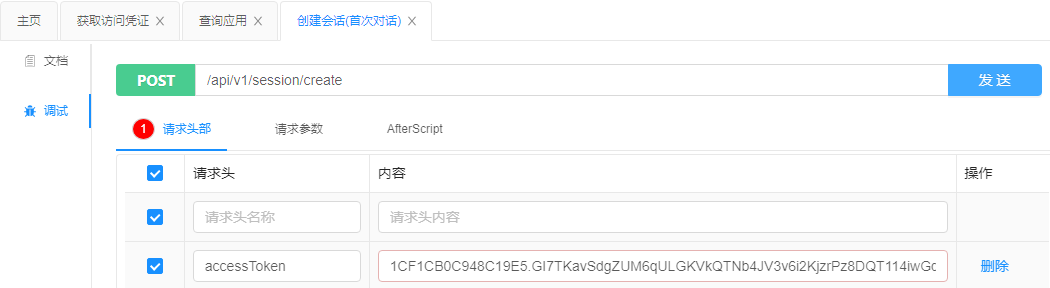 主页 获取访问凭证 查询应用 创建会话(首次对话)
文档
POST /api/v1/session/create 发 送
调试
1 请求头部 请求参数 AfterScript
请求头 内容 操作
请求头名称 请求头内容
accessToken 1CF1CB0C948C19E5.GI7TKavSdgZUM6qULGKVkQTNb4JV3v6i2KjzrPz8DQT114iwGc 删除